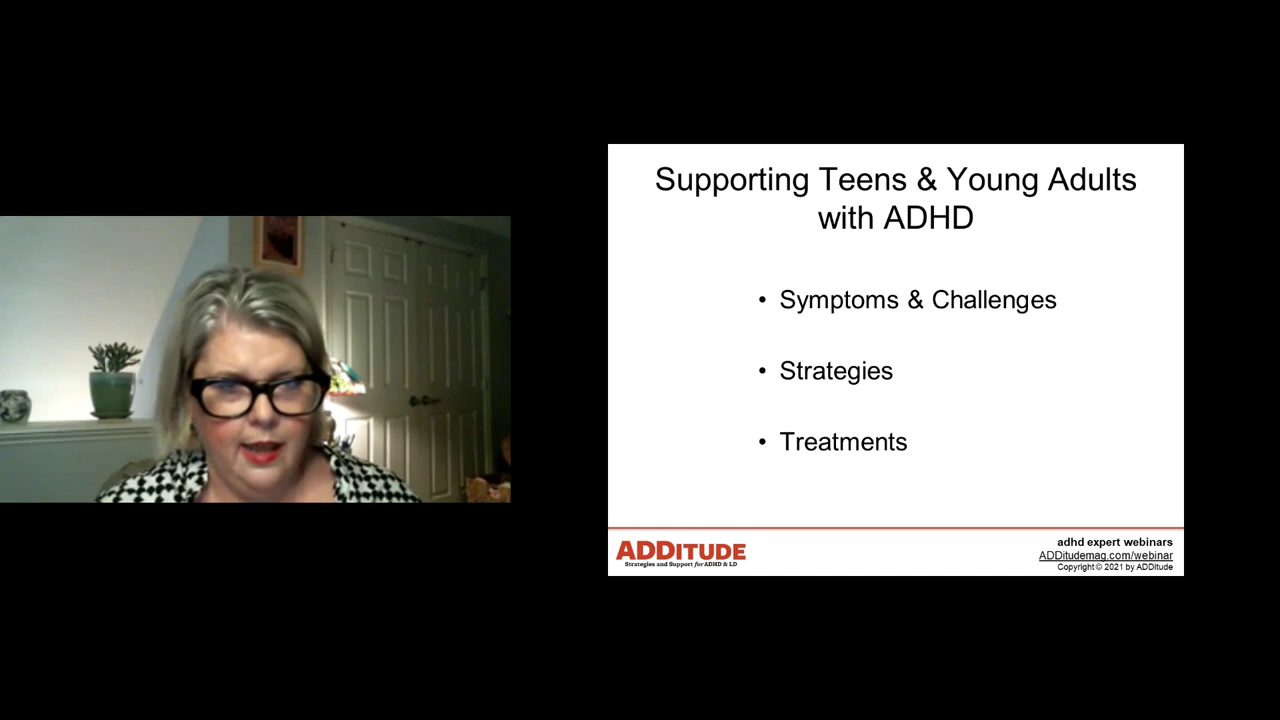 Supporting Teens & Young Adults
with ADHD
• Symptoms & Challenges
• Strategies
• Treatments
ADDITUDE
Strategies and Support for ADHD & LD
adhd expert webinars
ADDitudemag.com/webinar
Copyright © 2021 by ADDitude